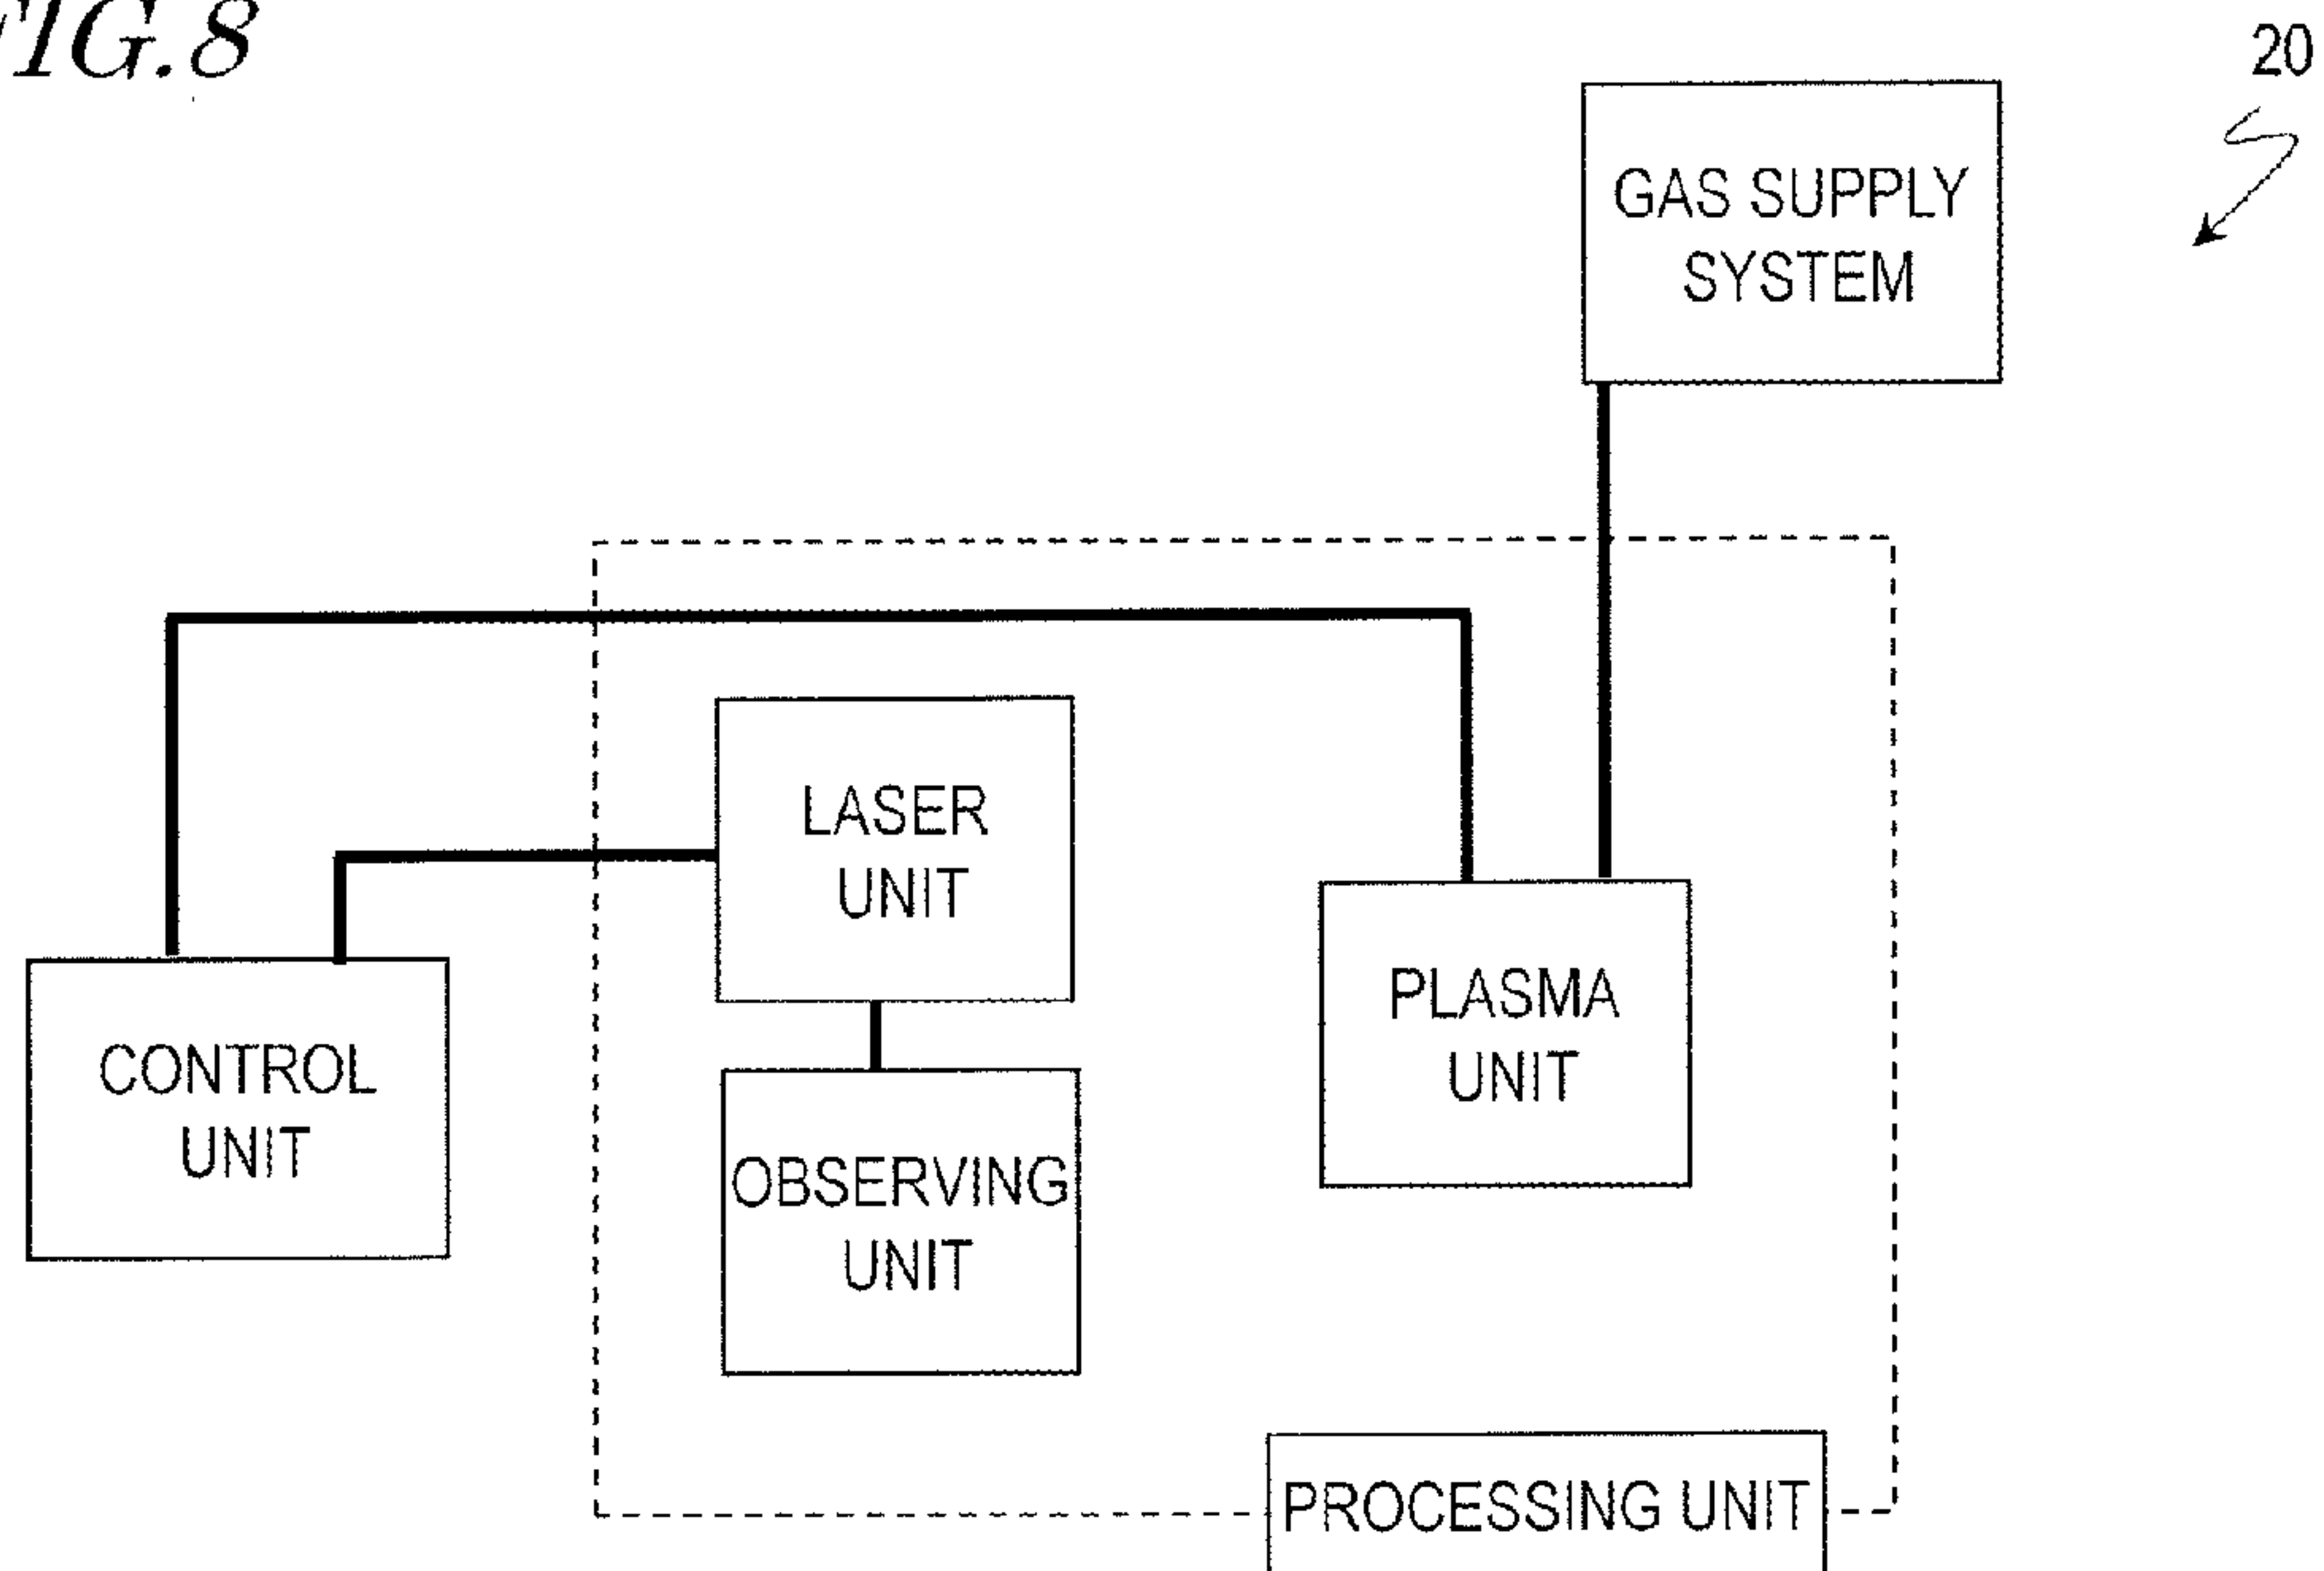 FIG.8
20
GAS SUPPLY
SYSTEM
LASER
UNIT
PLASMA
UNIT
CONTROL
UNIT
OBSERVING
UNIT
PROCESSING UNIT